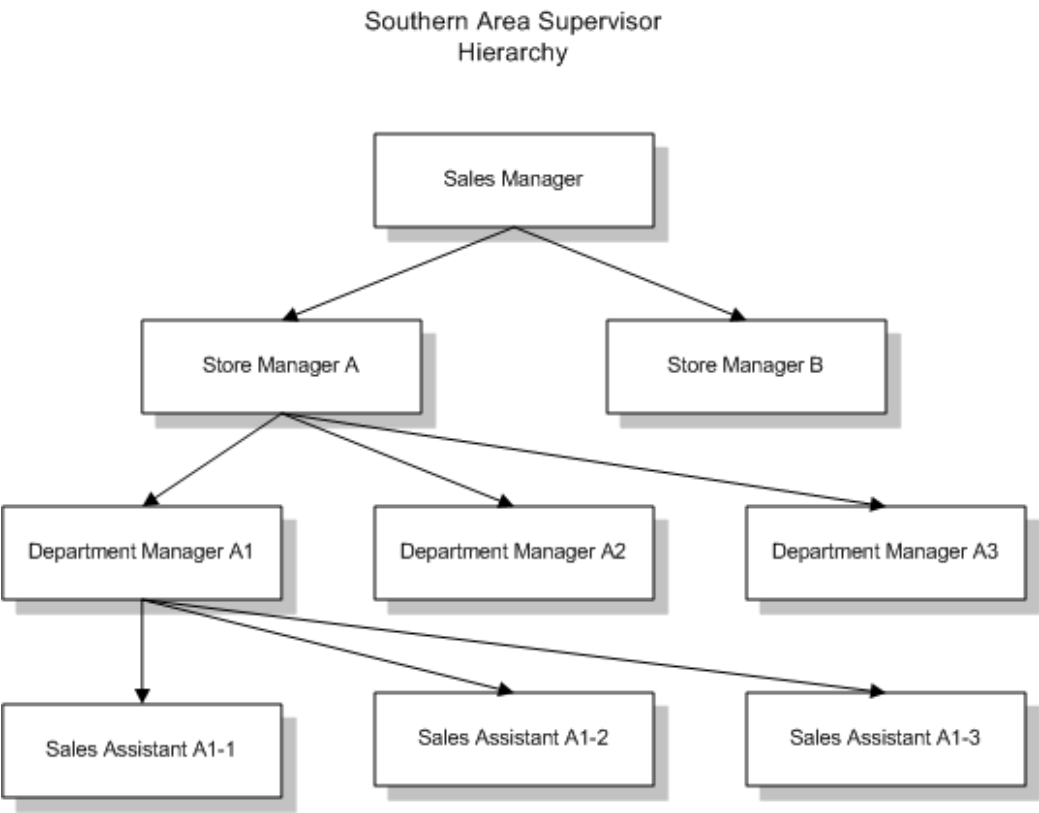 Southern Area Supervisor
Hierarchy
Sales Manager
Store Manager A
Store Manager B
Department Manager A1
Department Manager A2
Department Manager A3
Sales Assistant A1-1
Sales Assistant A1-2
Sales Assistant A1-3